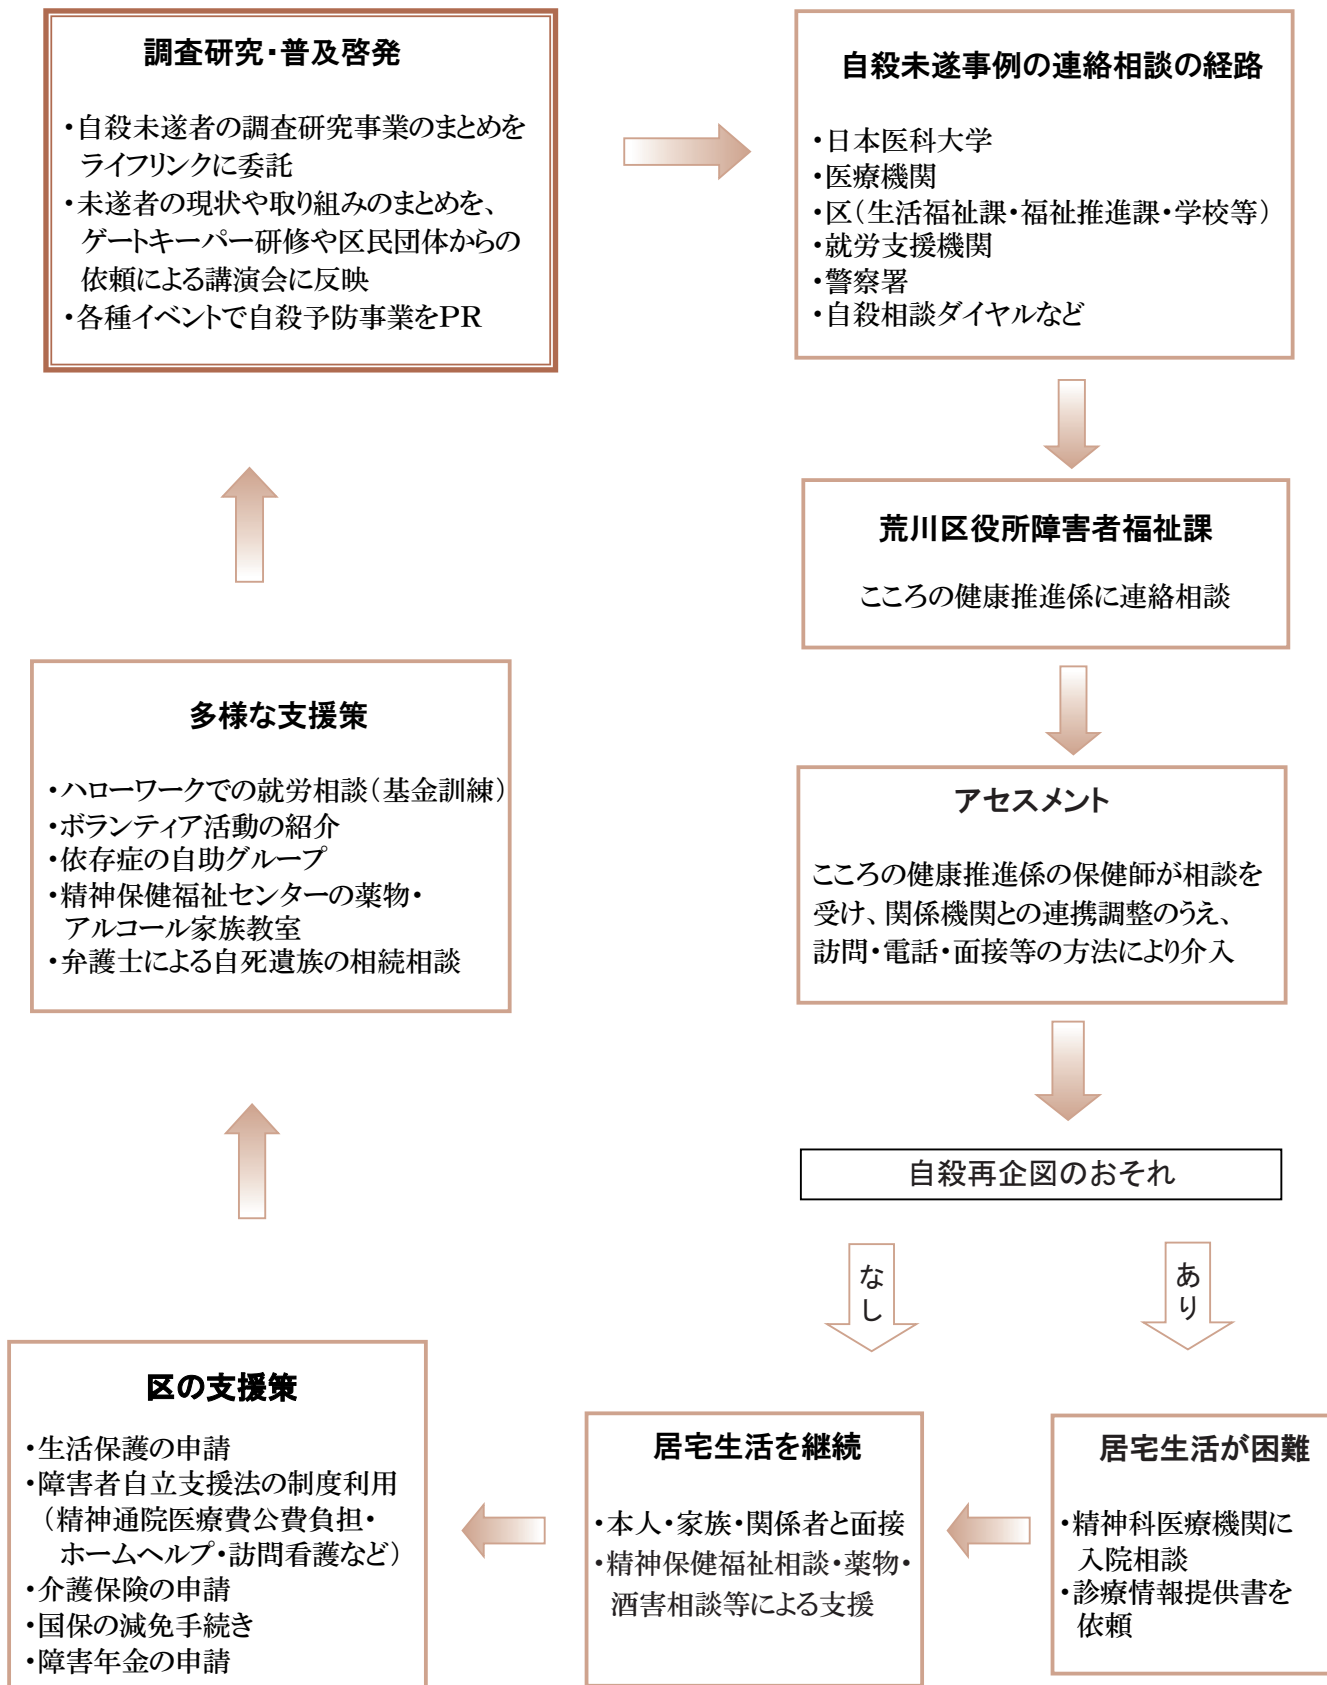 調査研究・普及啓発
・自殺未遂者の調査研究事業のまとめを
ライフリンクに委託
・未遂者の現状や取り組みのまとめを、
ゲートキーパー研修や区民団体からの
依頼による講演会に反映
・各種イベントで自殺予防事業をPR
自殺未遂事例の連絡相談の経路
・日本医科大学
・医療機関
・区（生活福祉課・福祉推進課・学校等）
・就労支援機関
・警察署
・自殺相談ダイヤルなど
荒川区役所障害者福祉課
こころの健康推進係に連絡相談
アセスメント
こころの健康推進係の保健師が相談を
受け、関係機関との連携調整のうえ、
訪問・電話・面接等の方法により介入
自殺再企図のおそれ
なし
あり
居宅生活が困難
・精神科医療機関に
入院相談
・診療情報提供書を
依頼
居宅生活を継続
・本人・家族・関係者と面接
・精神保健福祉相談・薬物・
酒害相談等による支援
区の支援策
・生活保護の申請
・障害者自立支援法の制度利用
（精神通院医療費公費負担・
ホームヘルプ・訪問看護など）
・介護保険の申請
・国保の減免手続き
・障害年金の申請
多様な支援策
・ハローワークでの就労相談（基金訓練）
・ボランティア活動の紹介
・依存症の自助グループ
・精神保健福祉センターの薬物・
アルコール家族教室
・弁護士による自死遺族の相続相談